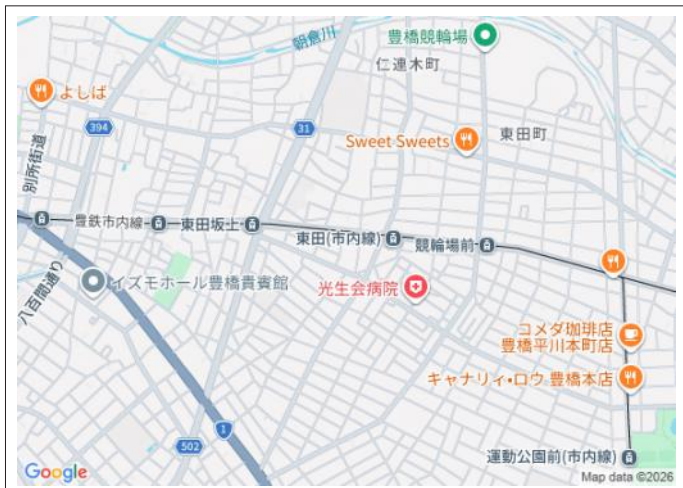 豊橋競輪場
朝倉川
仁連木町
よしば
394
31
Sweet Sweets
東田町
別所街道
豊鉄市内線
東田坂上
東田(市内線)
競輪場前
八百間通り
イズモホール豊橋貴賓館
光生会病院
コメダ珈琲店
豊橋平川本町店
キャナリィ・ロウ 豊橋本店
1
502
運動公園前(市内線)
Google
Map data ©2026